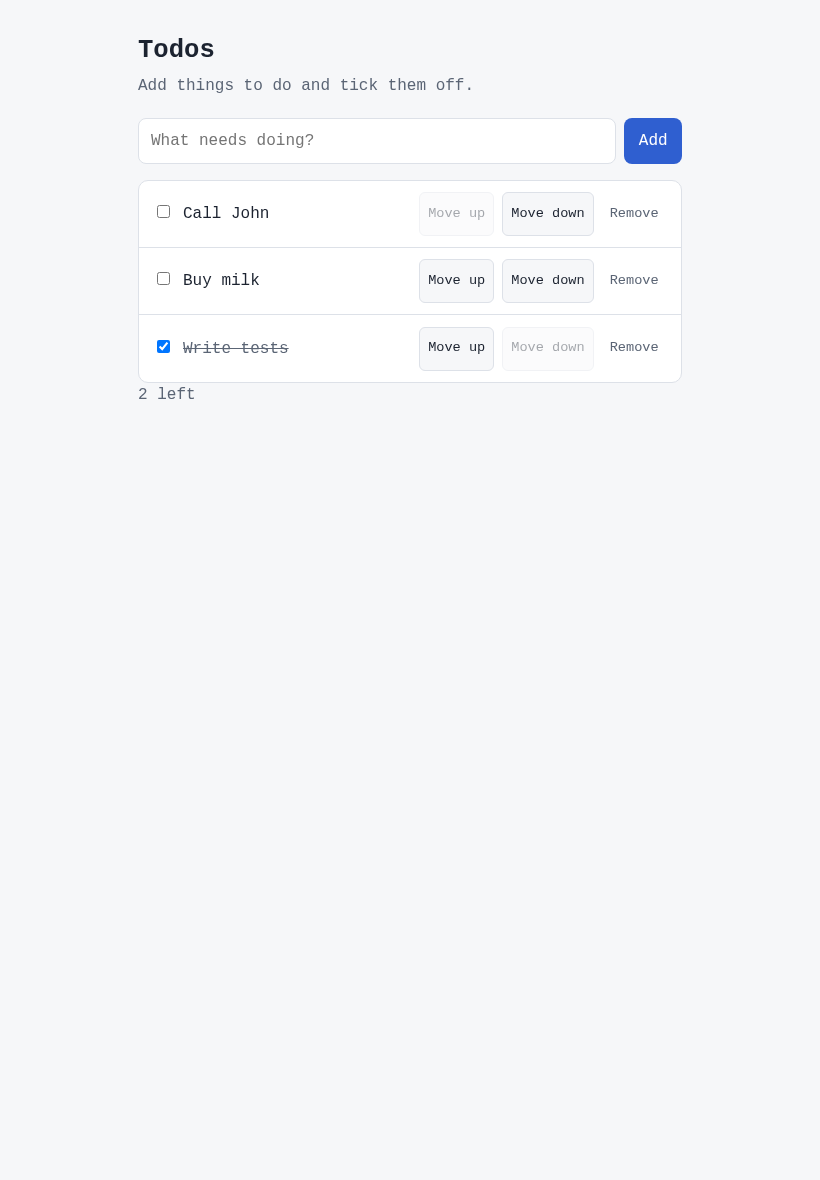 Todos
Add things to do and tick them off.
What needs doing? Add
Call John Move up Move down Remove
Buy milk Move up Move down Remove
Write tests Move up Move down Remove
2 left